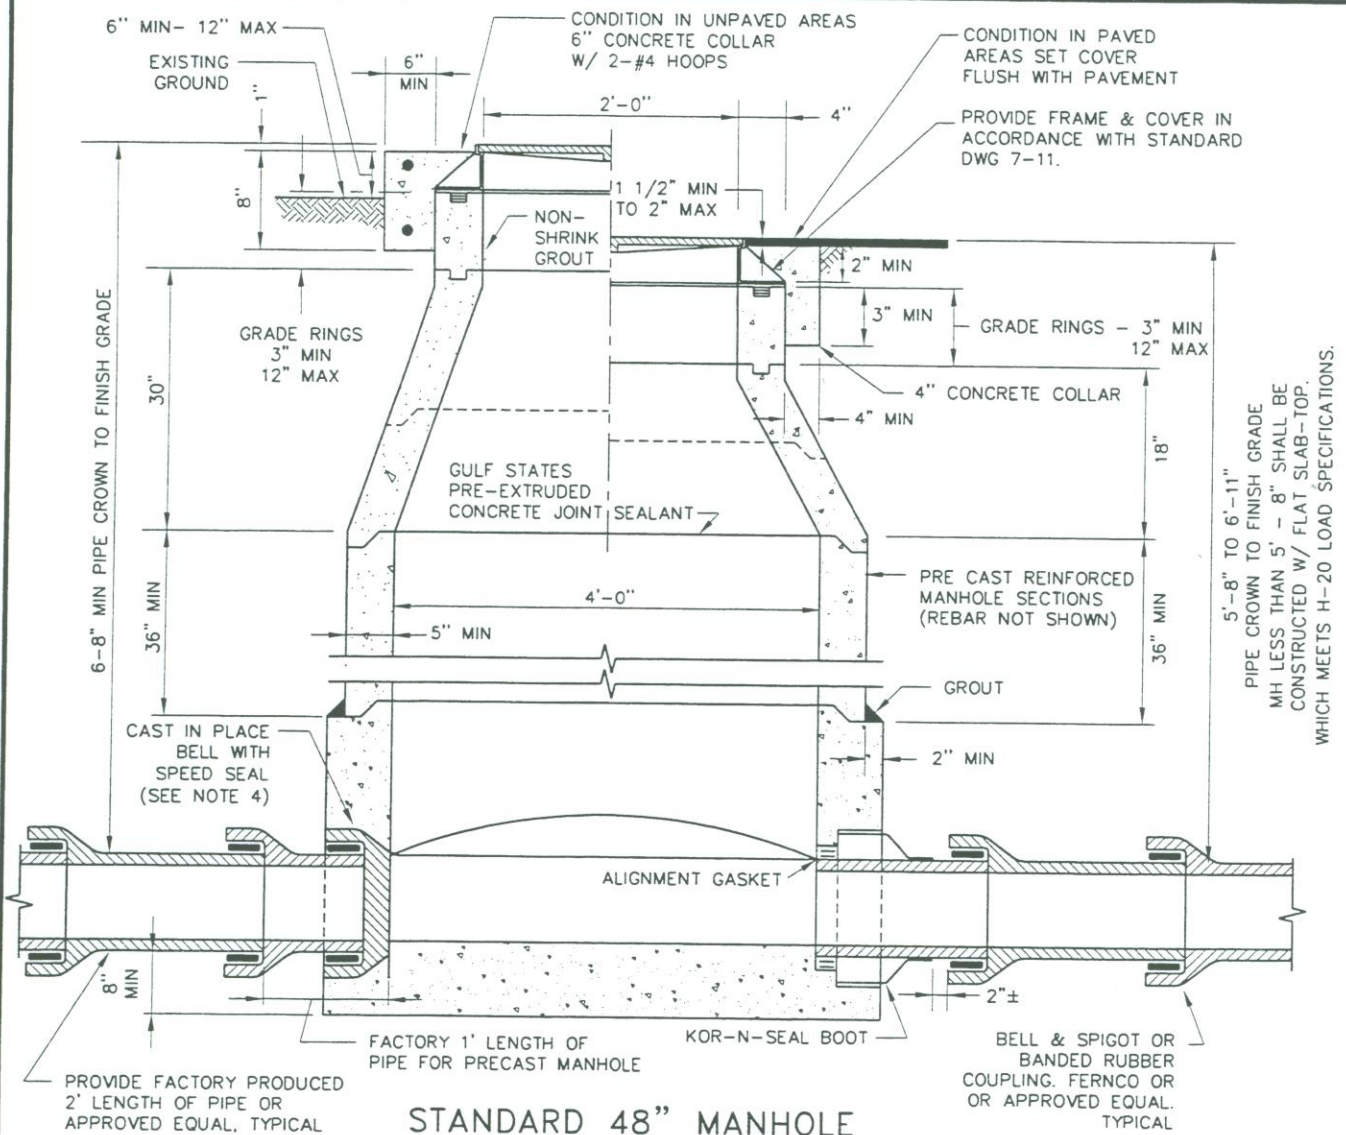 6" MIN- 12" MAX
EXISTING
GROUND
1"
6"
MIN
CONDITION IN UNPAVED AREAS
6" CONCRETE COLLAR
W/ 2-#4 HOOPS
CONDITION IN PAVED
AREAS SET COVER
FLUSH WITH PAVEMENT
2'-0"
4"
PROVIDE FRAME & COVER IN
ACCORDANCE WITH STANDARD
DWG 7-11.
8"
1 1/2" MIN
TO 2" MAX
NON-
SHRINK
GROUT
2" MIN
3" MIN
GRADE RINGS - 3" MIN
12" MAX
GRADE RINGS
3" MIN
12" MAX
30"
4" CONCRETE COLLAR
4" MIN
18"
6-8" MIN PIPE CROWN TO FINISH GRADE
GULF STATES
PRE-EXTRUDED
CONCRETE JOINT SEALANT
5'-8" TO 6'-11"
PIPE CROWN TO FINISH GRADE
MH LESS THAN 5' - 8" SHALL BE
CONSTRUCTED W/ FLAT SLAB-TOP.
WHICH MEETS H-20 LOAD SPECIFICATIONS.
36" MIN
4'-0"
5" MIN
PRE CAST REINFORCED
MANHOLE SECTIONS
(REBAR NOT SHOWN)
36" MIN
GROUT
CAST IN PLACE
BELL WITH
SPEED SEAL
(SEE NOTE 4)
2" MIN
ALIGNMENT GASKET
8"
MIN
2"±
FACTORY 1' LENGTH OF
PIPE FOR PRECAST MANHOLE
KOR-N-SEAL BOOT
BELL & SPIGOT OR
BANDED RUBBER
COUPLING. FERNCO OR
OR APPROVED EQUAL.
TYPICAL
PROVIDE FACTORY PRODUCED
2' LENGTH OF PIPE OR
APPROVED EQUAL, TYPICAL
STANDARD 48" MANHOLE